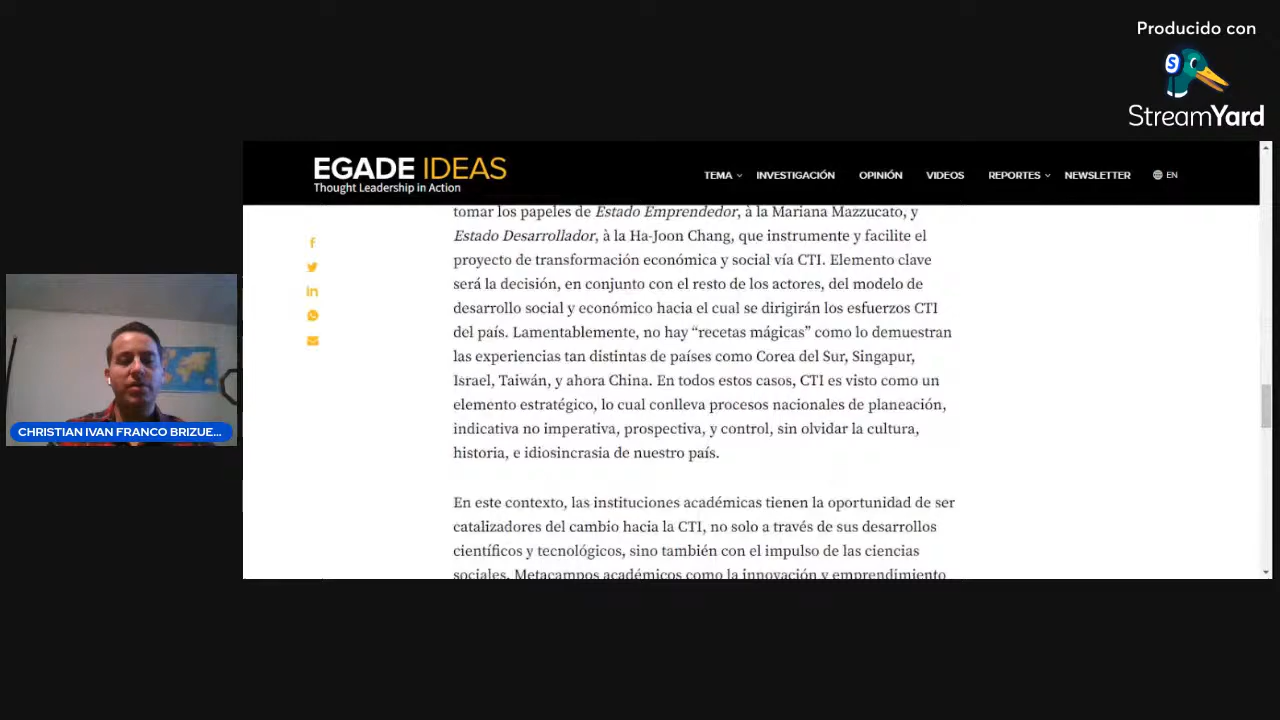 Producido con
StreamYard
EGADE IDEAS
Thought Leadership in Action
TEMA
INVESTIGACIÓN
OPINIÓN
VIDEOS
REPORTES
NEWSLETTER
EN
tomar los papeles de Estado Emprendedor, à la Mariana Mazzucato, y
Estado Desarrollador, à la Ha-Joon Chang, que instrumente y facilite el
proyecto de transformación económica y social vía CTI. Elemento clave
será la decisión, en conjunto con el resto de los actores, del modelo de
desarrollo social y económico hacia el cual se dirigirán los esfuerzos CTI
del país. Lamentablemente, no hay “recetas mágicas” como lo demuestran
las experiencias tan distintas de países como Corea del Sur, Singapur,
Israel, Taiwán, y ahora China. En todos estos casos, CTI es visto como un
elemento estratégico, lo cual conlleva procesos nacionales de planeación,
indicativa no imperativa, prospectiva, y control, sin olvidar la cultura,
historia, e idiosincrasia de nuestro país.
En este contexto, las instituciones académicas tienen la oportunidad de ser
catalizadores del cambio hacia la CTI, no solo a través de sus desarrollos
científicos y tecnológicos, sino también con el impulso de las ciencias
sociales. Metacampos académicos como la innovación y emprendimiento
CHRISTIAN IVAN FRANCO BRIZUE...